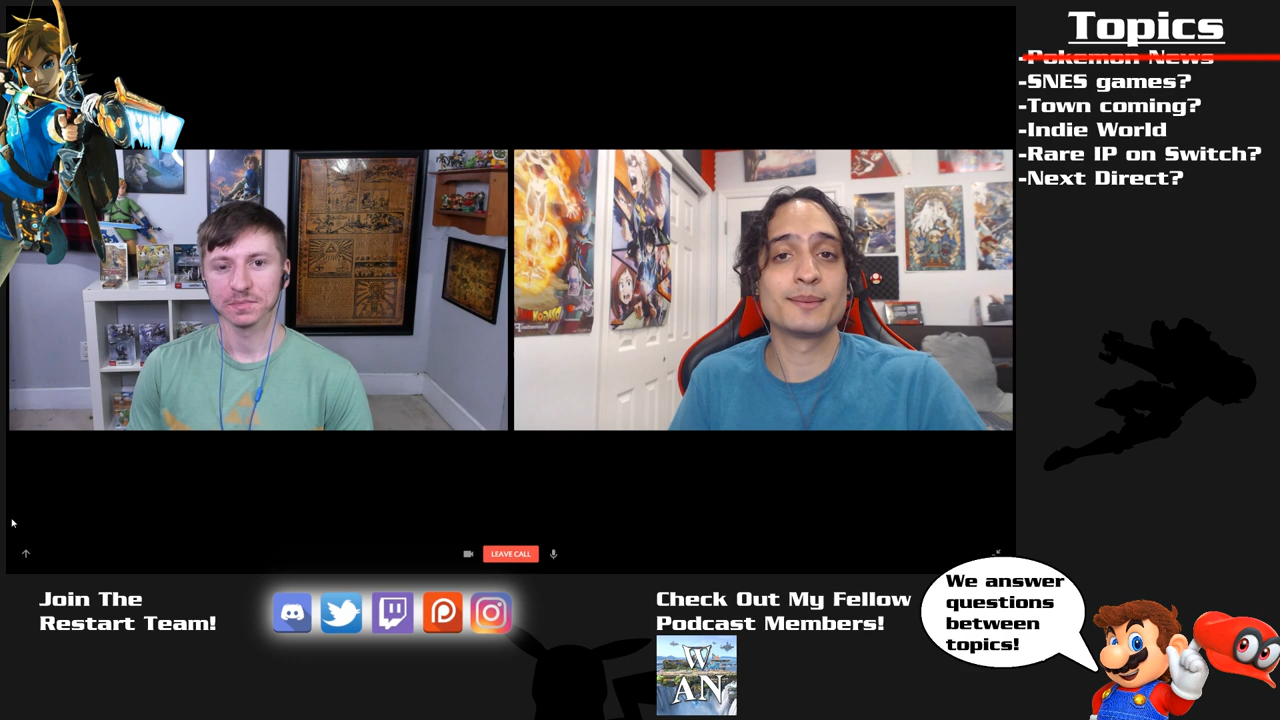 Topics
-Pokemon News
-SNES games?
-Town coming?
-Indie World
-Rare IP on Switch?
-Next Direct?
LEAVE CALL
Join The
Restart Team!
Check Out My Fellow
Podcast Members!
W
AN
We answer
questions
between
topics!